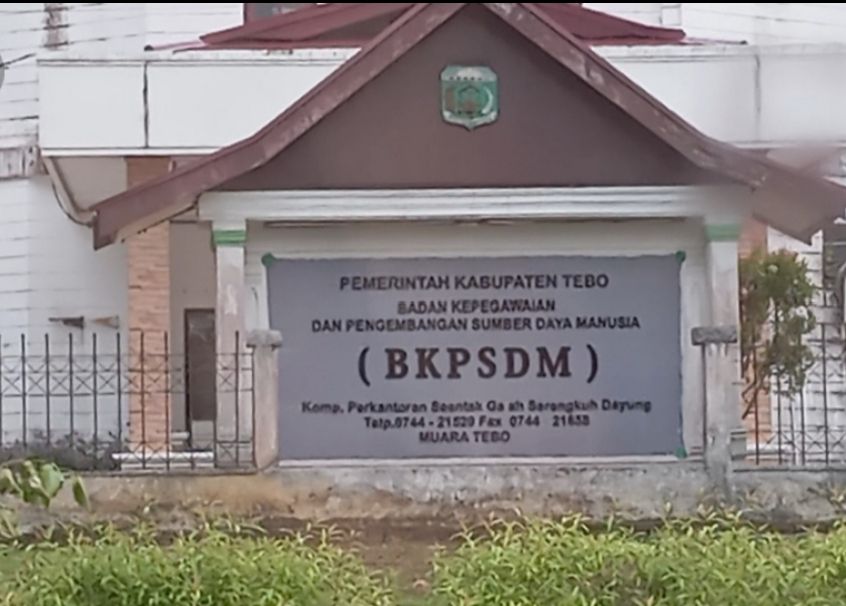 PEMERINTAH KABUPATEN TEBO
BADAN KEPEGAWAIAN
DAN PENGEMBANGAN SUMBER DAYA MANUSIA
( BKPSDM )
Komp. Perkantoran Seentak Ga ah Serengkuh Dayung
Telp.0744 - 21529 Fax 0744 21658
MUARA TEBO